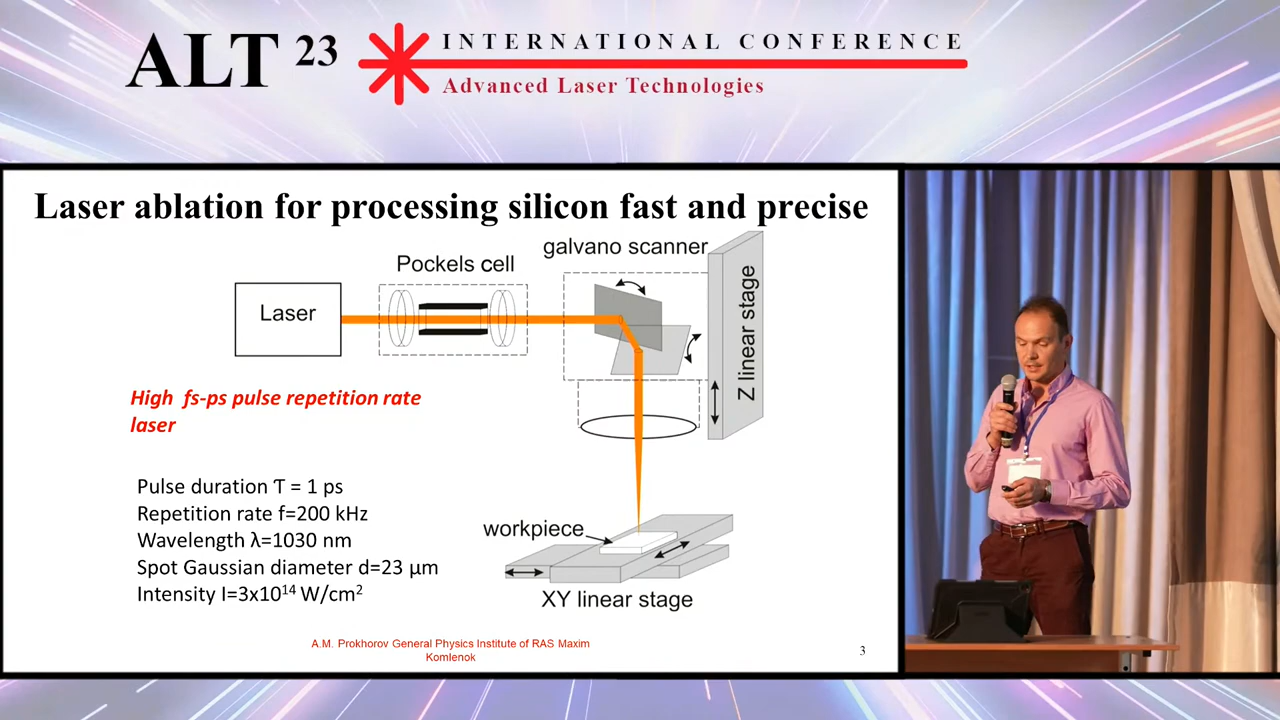 ALT 23
INTERNATIONAL CONFERENCE
Advanced Laser Technologies
Laser ablation for processing silicon fast and precise
galvano scanner
Pockels cell
Laser
Z linear stage
High fs-ps pulse repetition rate
laser
Pulse duration Ƭ = 1 ps
Repetition rate f=200 kHz
Wavelength λ=1030 nm
Spot Gaussian diameter d=23 µm
Intensity I=3x10¹⁴ W/cm²
workpiece
XY linear stage
A.M. Prokhorov General Physics Institute of RAS Maxim
Komlenok
3